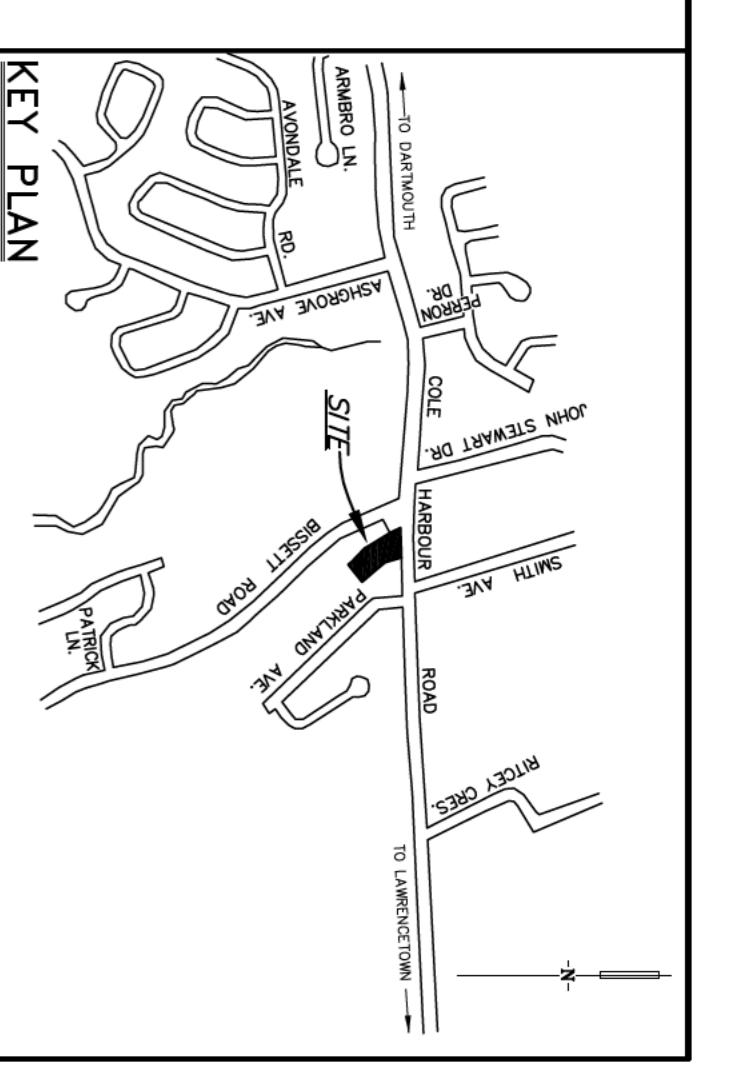 TO DARTMOUTH
ARMBRO LN.
AVONDALE
RD.
ASHGROVE AVE.
PERRON
DR.
COLE
HARBOUR
ROAD
JOHN STEWART DR.
SITE
BISSETT
ROAD
SMITH AVE.
PARKLAND
AVE.
PATRICK
LN.
RITCEY CRES.
TO LAWRENCETOWN
N
KEY PLAN